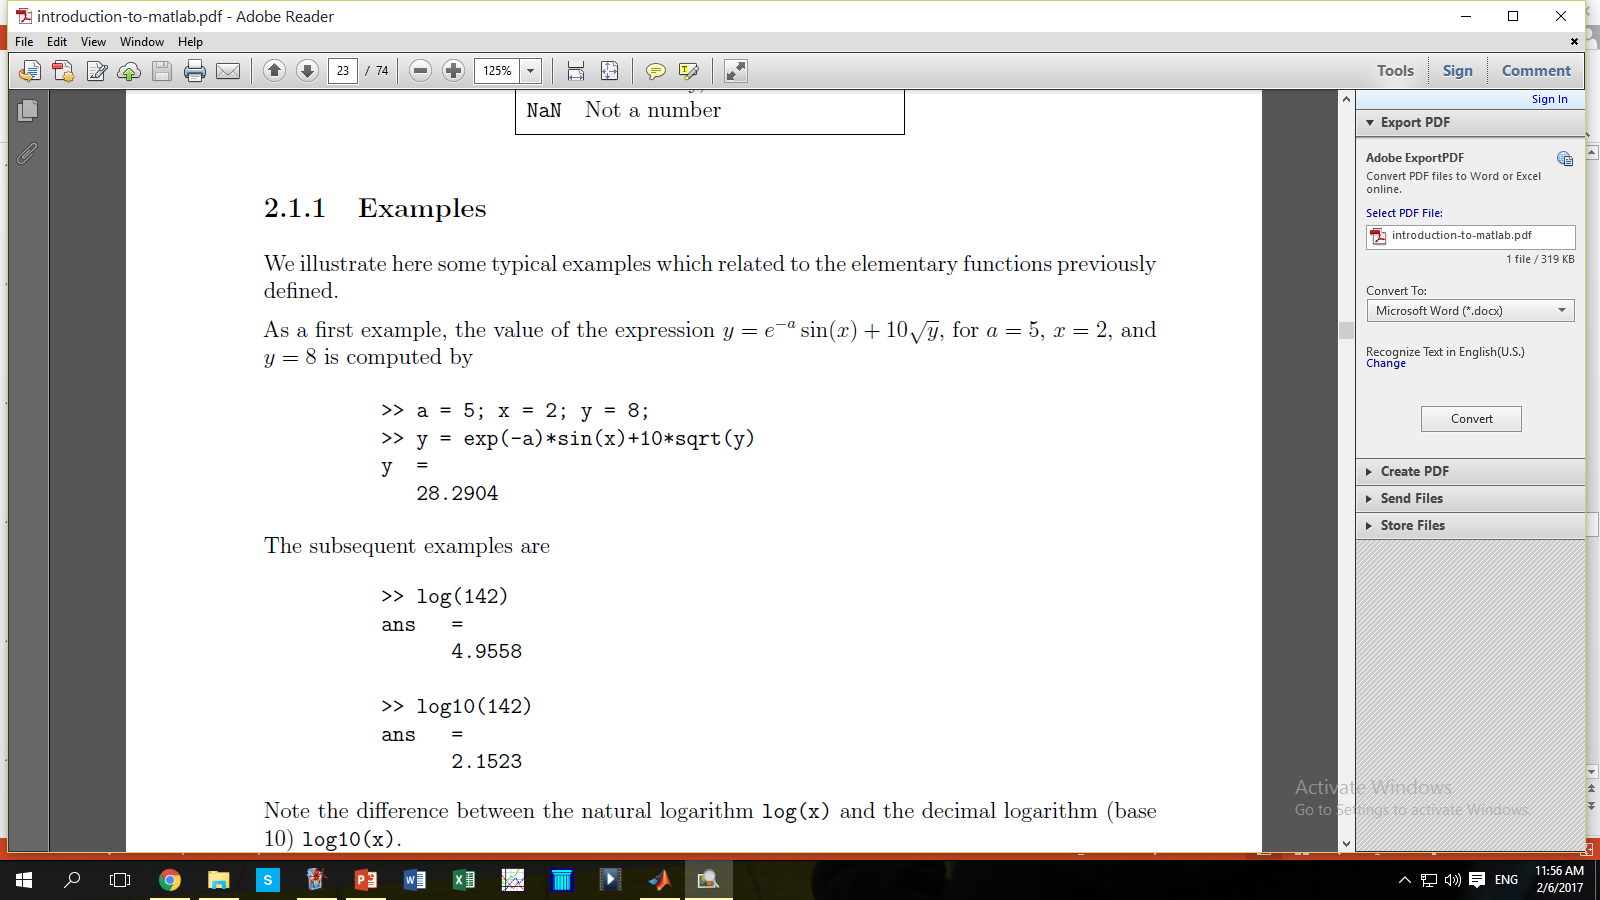 introduction-to-matlab.pdf - Adobe Reader
File Edit View Window Help
23 / 74 125% Tools Sign Comment
Sign In
NaN Not a number
Export PDF
Adobe ExportPDF
Convert PDF files to Word or Excel
online.
Select PDF File:
introduction-to-matlab.pdf
1 file / 319 KB
Convert To:
Microsoft Word (*.docx)
Recognize Text in English(U.S.)
Change
Convert
Create PDF
Send Files
Store Files
2.1.1 Examples
We illustrate here some typical examples which related to the elementary functions previously
defined.
As a first example, the value of the expression y = e^{−a} sin(x) + 10√y, for a = 5, x = 2, and
y = 8 is computed by
>> a = 5; x = 2; y = 8;
>> y = exp(-a)*sin(x)+10*sqrt(y)
y =
28.2904
The subsequent examples are
>> log(142)
ans =
4.9558
>> log10(142)
ans =
2.1523
Note the difference between the natural logarithm log(x) and the decimal logarithm (base
10) log10(x).
Activate Windows
Go to Settings to activate Windows.
ENG
11:56 AM
2/6/2017